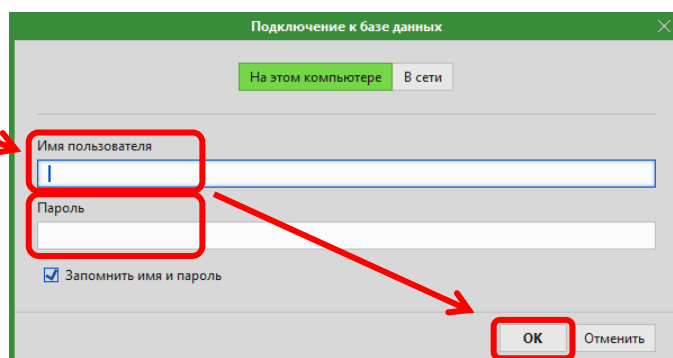 Подключение к базе данных
На этом компьютере В сети
Имя пользователя
Пароль
Запомнить имя и пароль
OK Отменить